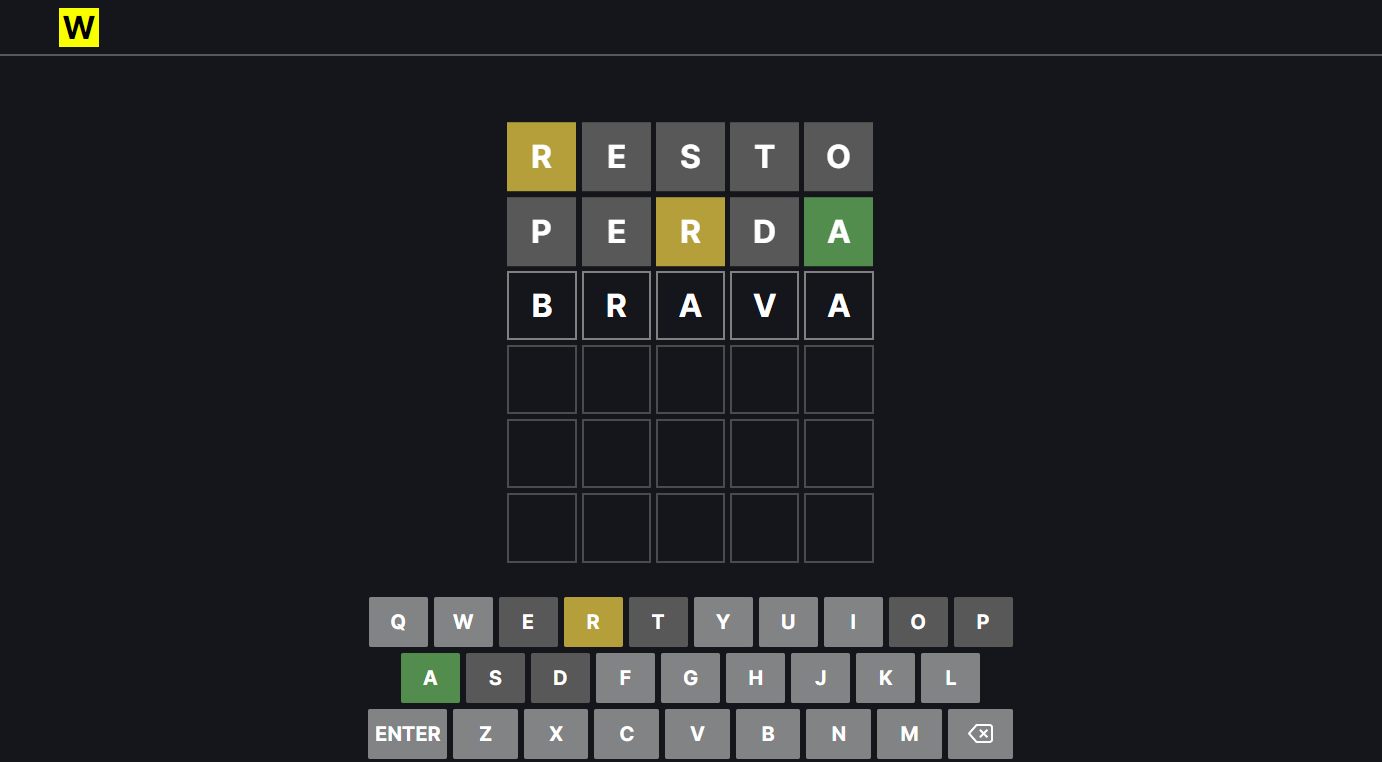 W
R E S T O
P E R D A
B R A V A
Q W E R T Y U I O P
A S D F G H J K L
ENTER Z X C V B N M